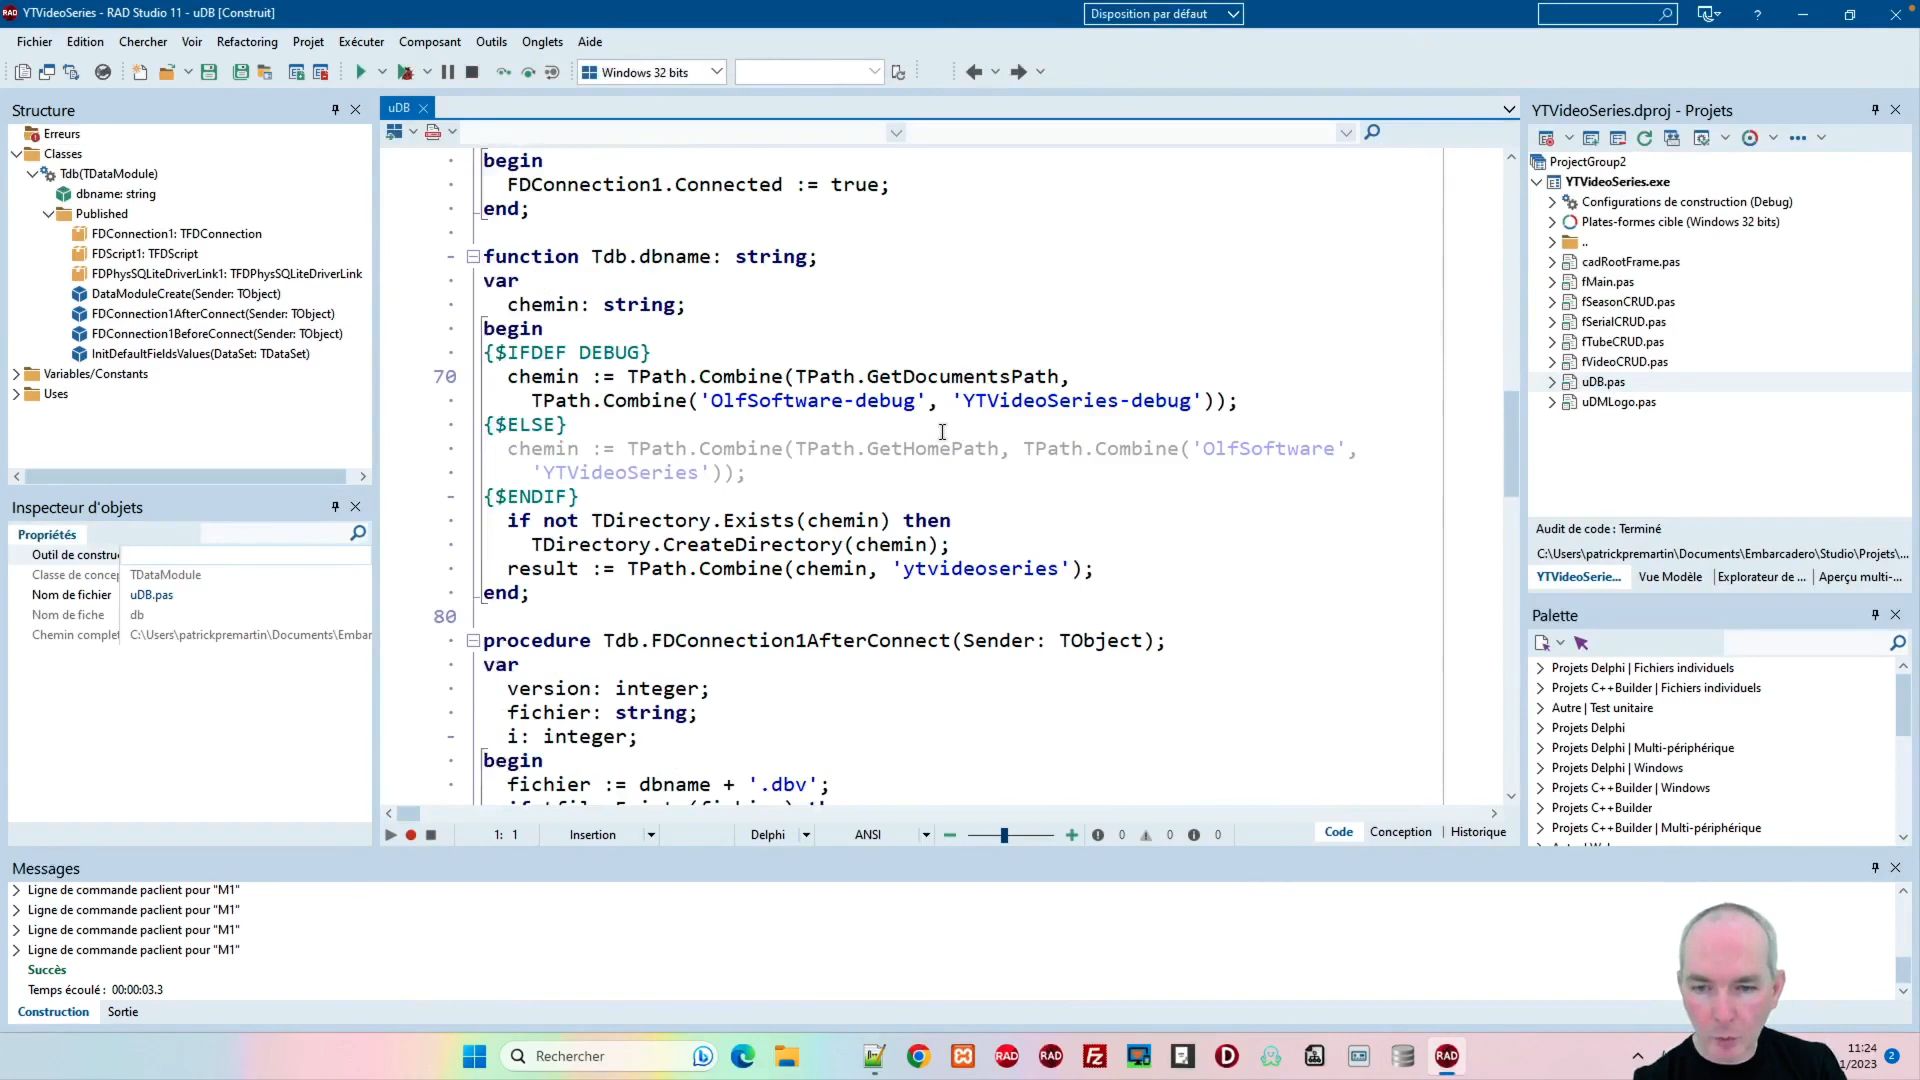 YTVideoSeries - RAD Studio 11 - uDB [Construit]
Disposition par défaut
?
Fichier Edition Chercher Voir Refactoring Projet Exécuter Composant Outils Onglets Aide
Windows 32 bits
Structure
Erreurs
Classes
Tdb(TDataModule)
dbname: string
Published
FDConnection1: TFDConnection
FDScript1: TFDScript
FDPhysSQLiteDriverLink1: TFDPhysSQLiteDriverLink
DataModuleCreate(Sender: TObject)
FDConnection1AfterConnect(Sender: TObject)
FDConnection1BeforeConnect(Sender: TObject)
InitDefaultFieldsValues(DataSet: TDataSet)
Variables/Constants
Uses
Inspecteur d'objets
Propriétés
Outil de constru
Classe de concep TDataModule
Nom de fichier uDB.pas
Nom de fiche db
Chemin complet C:\Users\patrickpremartin\Documents\Embar
uDB
begin
FDConnection1.Connected := true;
end;
function Tdb.dbname: string;
var
chemin: string;
begin
{$IFDEF DEBUG}
70 chemin := TPath.Combine(TPath.GetDocumentsPath,
TPath.Combine('OlfSoftware-debug', 'YTVideoSeries-debug'));
{$ELSE}
chemin := TPath.Combine(TPath.GetHomePath, TPath.Combine('OlfSoftware',
'YTVideoSeries'));
{$ENDIF}
if not TDirectory.Exists(chemin) then
TDirectory.CreateDirectory(chemin);
result := TPath.Combine(chemin, 'ytvideoseries');
end;
80
procedure Tdb.FDConnection1AfterConnect(Sender: TObject);
var
version: integer;
fichier: string;
i: integer;
begin
fichier := dbname + '.dbv';
1: 1 Insertion Delphi ANSI 0 0 0 Code Conception Historique
YTVideoSeries.dproj - Projets
ProjectGroup2
YTVideoSeries.exe
Configurations de construction (Debug)
Plates-formes cible (Windows 32 bits)
..
cadRootFrame.pas
fMain.pas
fSeasonCRUD.pas
fSerialCRUD.pas
fTubeCRUD.pas
fVideoCRUD.pas
uDB.pas
uDMLogo.pas
Audit de code : Terminé
C:\Users\patrickpremartin\Documents\Embarcadero\Studio\Projets\...
YTVideoSerie... Vue Modèle Explorateur de ... Aperçu multi-...
Palette
Projets Delphi | Fichiers individuels
Projets C++Builder | Fichiers individuels
Autre | Test unitaire
Projets Delphi
Projets Delphi | Multi-périphérique
Projets Delphi | Windows
Projets C++Builder | Windows
Projets C++Builder
Projets C++Builder | Multi-périphérique
Messages
Ligne de commande paclient pour "M1"
Ligne de commande paclient pour "M1"
Ligne de commande paclient pour "M1"
Ligne de commande paclient pour "M1"
Succès
Temps écoulé : 00:00:03.3
Construction Sortie
Rechercher
RAD RAD RAD
11:24
1/2023
2